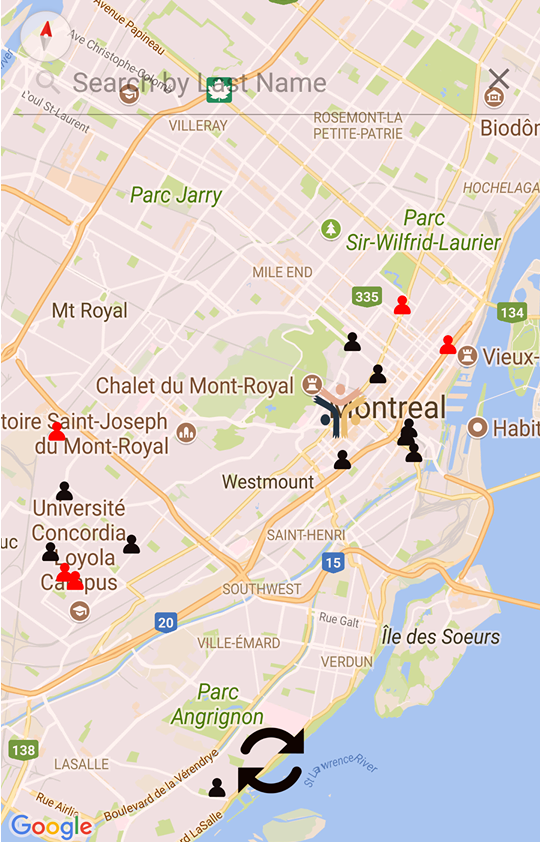 Avenue Papineau
Ave Christophe-Colomb
Search by Last Name
L'oul St-Laurent
VILLERAY
ROSEMONT-LA
PETITE-PATRIE
Biodôr
HOCHELAGA
Parc Jarry
Parc
Sir-Wilfrid-Laurier
MILE END
335
134
Mt Royal
Vieux-
Chalet du Mont-Royal
Montreal
toire Saint-Joseph
du Mont-Royal
Habit
Westmount
Université
Concordia
Loyola
Campus
uc
SAINT-HENRI
15
SOUTHWEST
20
Rue Galt
Île des Soeurs
VILLE-ÉMARD
VERDUN
Parc
Angrignon
138
LASALLE
Boulevard de la Vérendrye
St Lawrence River
Rue Airlie
rd LaSalle
Google